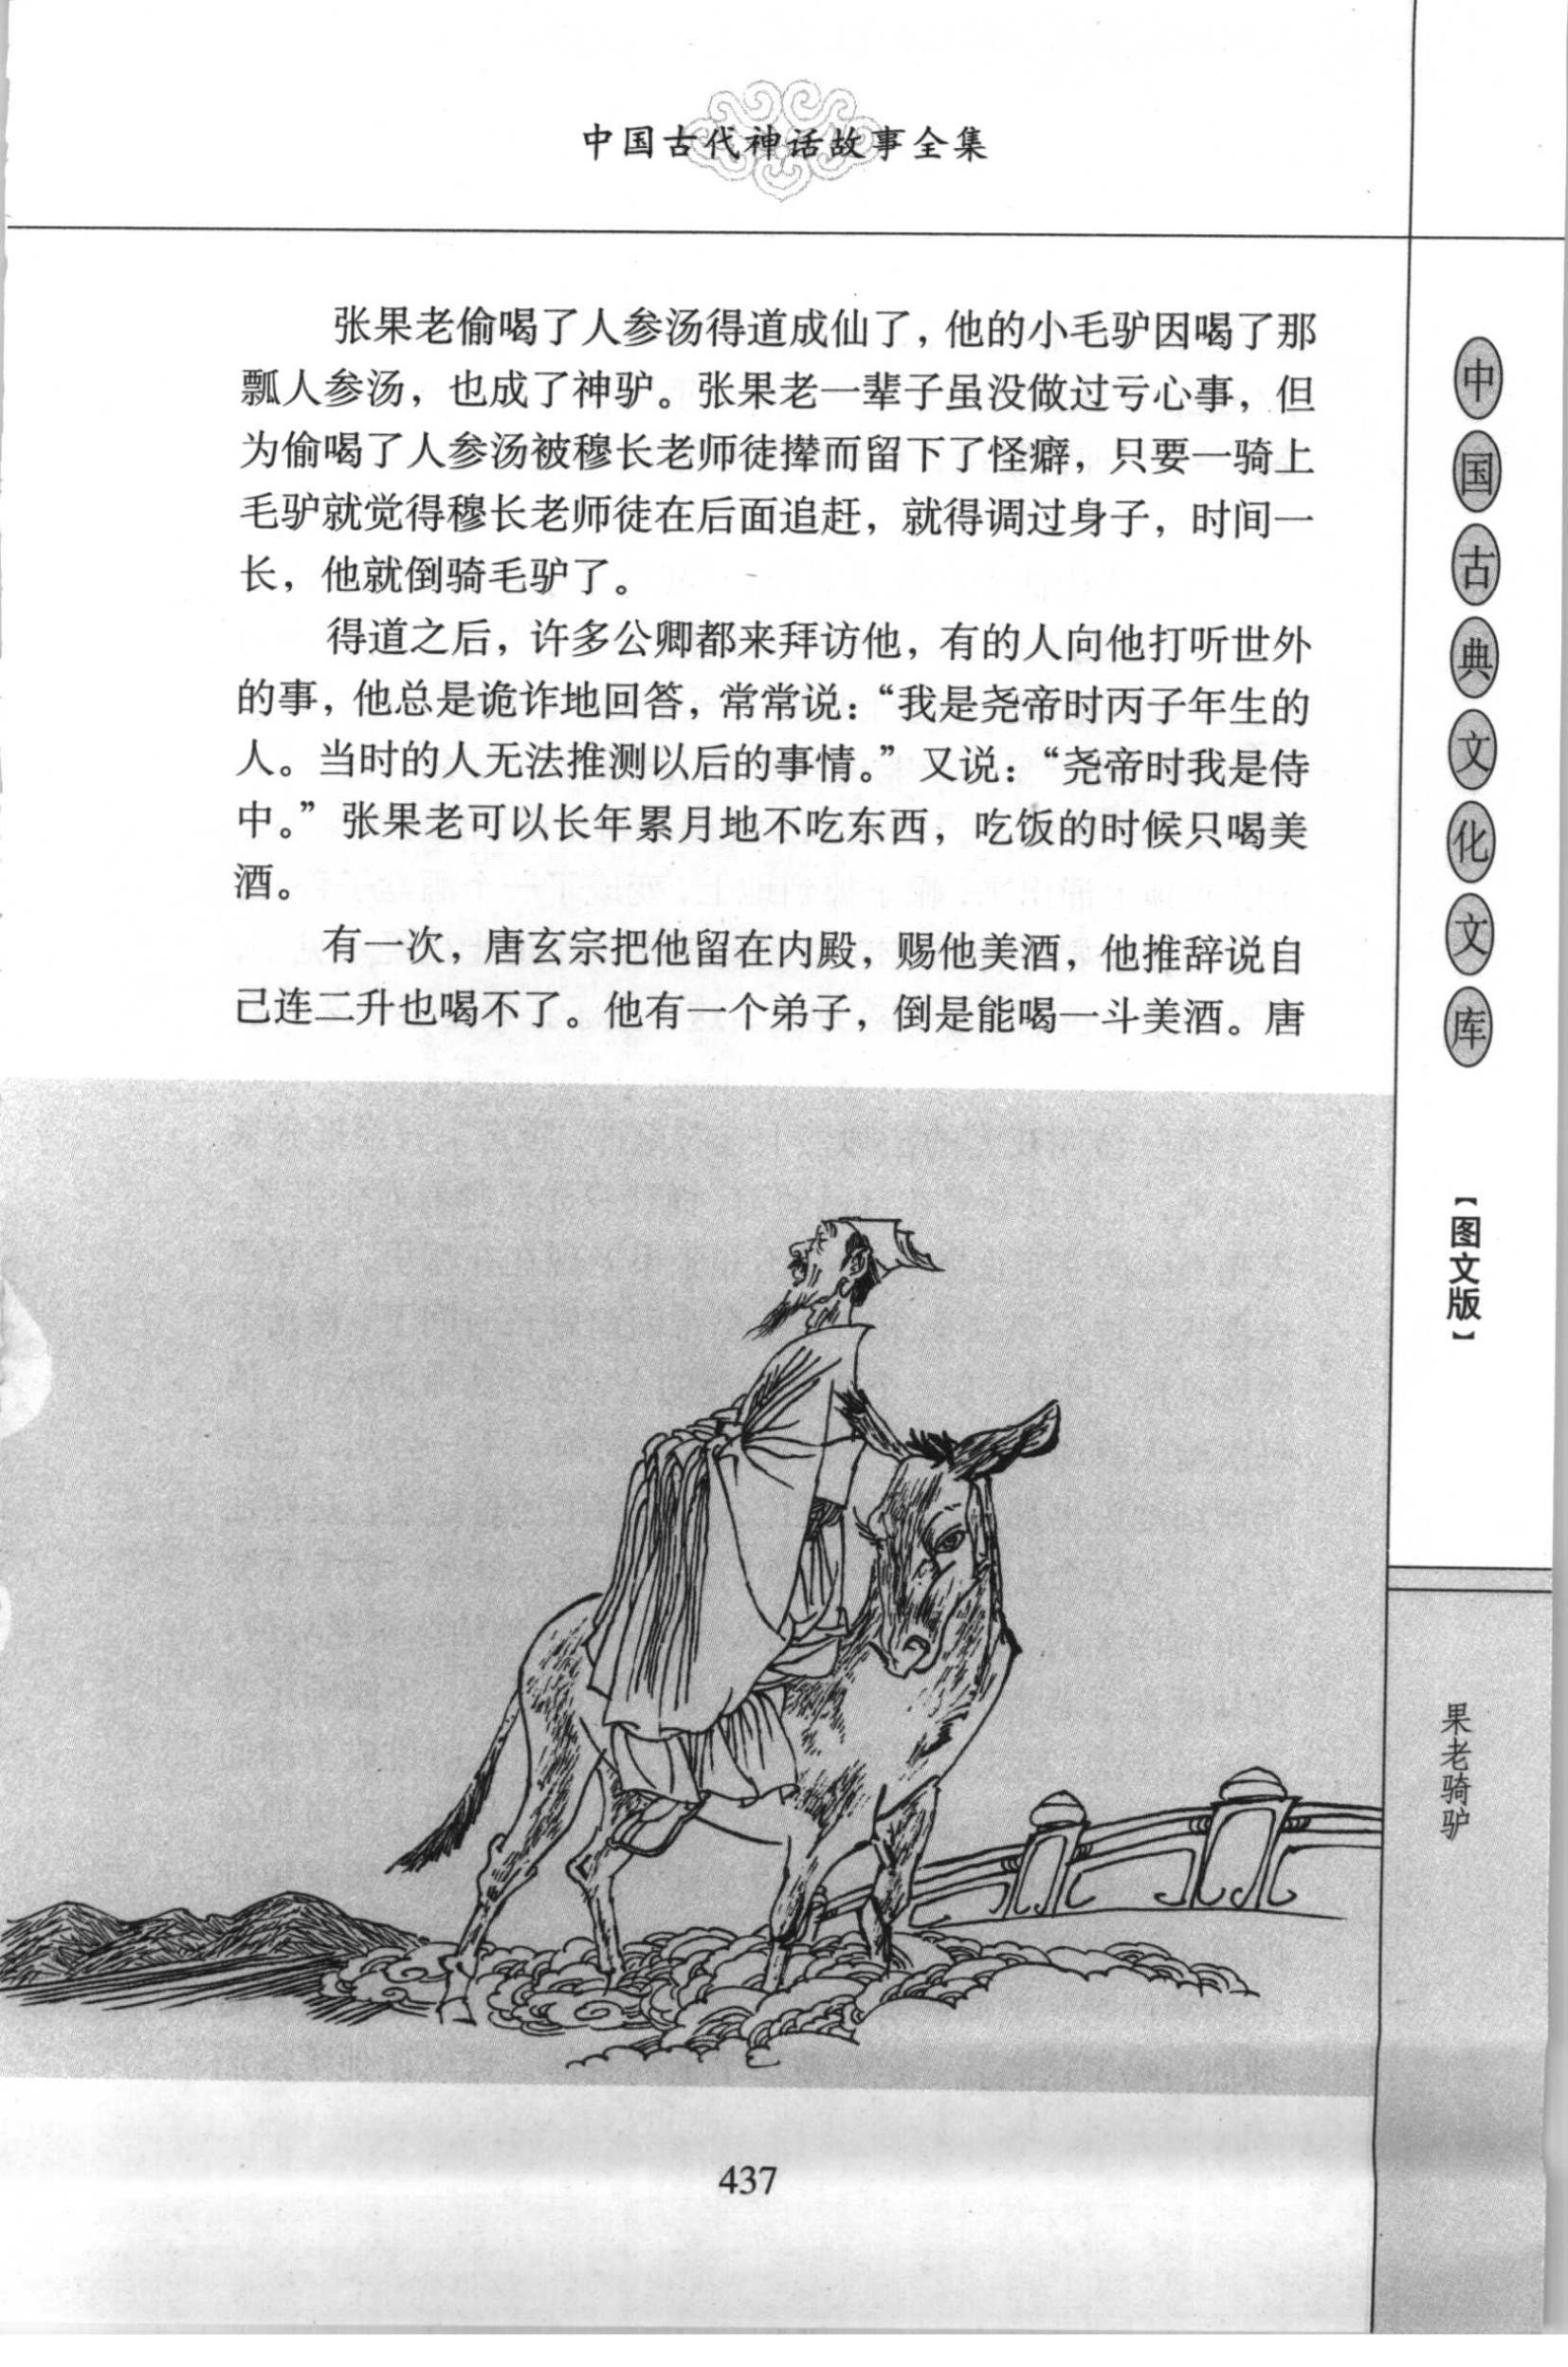 中国古代神话故事全集
张果老偷喝了人参汤得道成仙了，他的小毛驴因喝了那
瓢人参汤，也成了神驴。张果老一辈子虽没做过亏心事，但
为偷喝了人参汤被穆长老师徒撵而留下了怪癖，只要一骑上
毛驴就觉得穆长老师徒在后面追赶，就得调过身子，时间一
长，他就倒骑毛驴了。
得道之后，许多公卿都来拜访他，有的人向他打听世外
的事，他总是诡诈地回答，常常说：“我是尧帝时丙子年生的
人。当时的人无法推测以后的事情。”又说：“尧帝时我是侍
中。”张果老可以长年累月地不吃东西，吃饭的时候只喝美
酒。
有一次，唐玄宗把他留在内殿，赐他美酒，他推辞说自
己连二升也喝不了。他有一个弟子，倒是能喝一斗美酒。唐
中国古典文化文库
【图文版】
果老骑驴
437